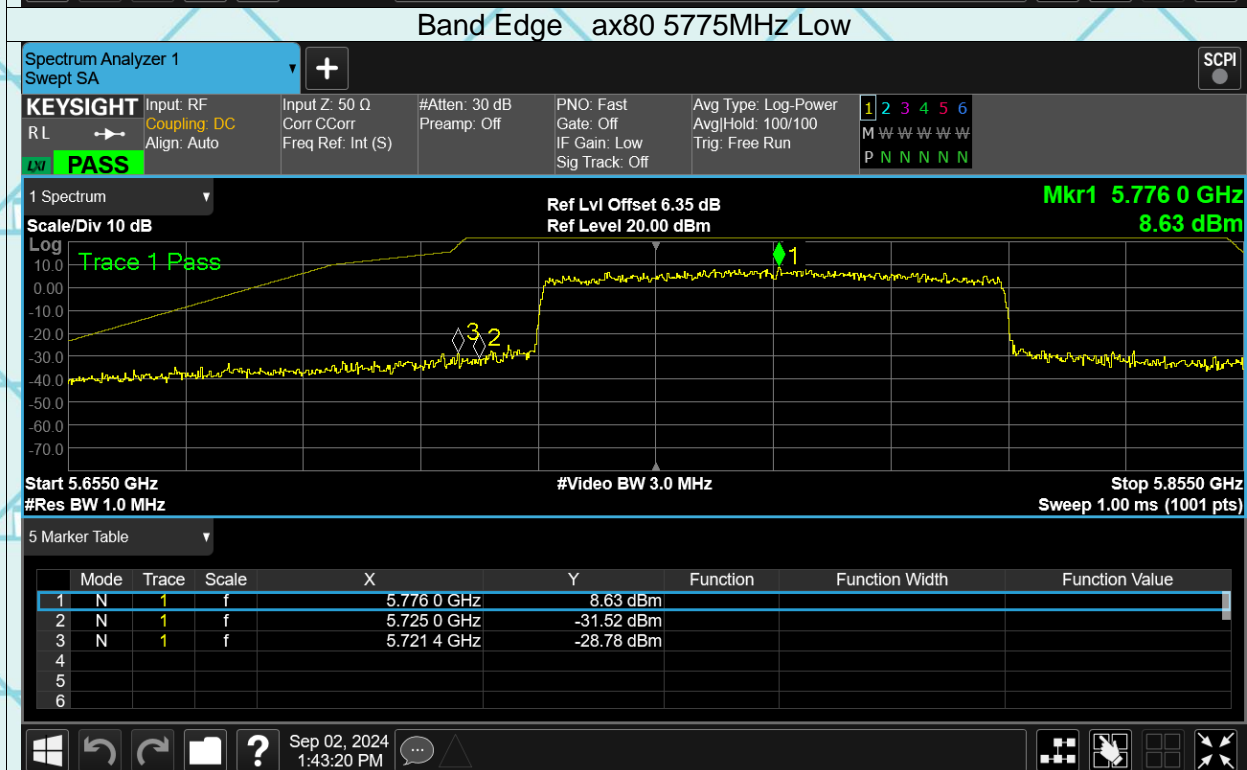 Band Edge ax80 5775MHz Low
Spectrum Analyzer 1
Swept SA
+
SCPI
KEYSIGHT
R L
LXI PASS
Input: RF
Coupling: DC
Align: Auto
Input Z: 50 Ω
Corr CCorr
Freq Ref: Int (S)
#Atten: 30 dB
Preamp: Off
PNO: Fast
Gate: Off
IF Gain: Low
Sig Track: Off
Avg Type: Log-Power
Avg|Hold: 100/100
Trig: Free Run
1 2 3 4 5 6
M W W W W W W
P N N N N N
1 Spectrum
Scale/Div 10 dB
Ref Lvl Offset 6.35 dB
Ref Level 20.00 dBm
Mkr1 5.776 0 GHz
8.63 dBm
Log
Trace 1 Pass
10.0
0.00
-10.0
-20.0
-30.0
-40.0
-50.0
-60.0
-70.0
1
3
2
Start 5.6550 GHz
#Res BW 1.0 MHz
#Video BW 3.0 MHz
Stop 5.8550 GHz
Sweep 1.00 ms (1001 pts)
5 Marker Table
Mode Trace Scale X Y Function Function Width Function Value
1 N 1 f 5.776 0 GHz 8.63 dBm
2 N 1 f 5.725 0 GHz -31.52 dBm
3 N 1 f 5.721 4 GHz -28.78 dBm
4
5
6
?
Sep 02, 2024
1:43:20 PM